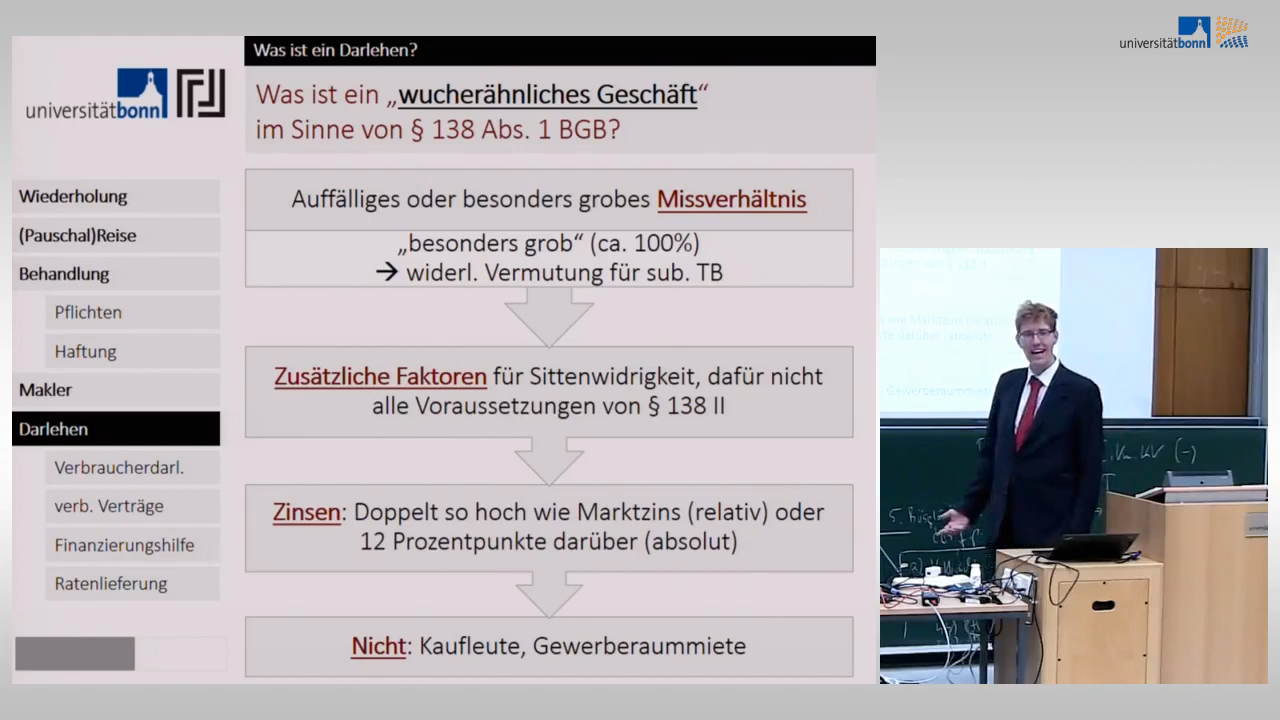 universitätbonn
Was ist ein Darlehen?
universitätbonn
Was ist ein „wucherähnliches Geschäft“
im Sinne von § 138 Abs. 1 BGB?
Wiederholung
(Pauschal)Reise
Behandlung
Pflichten
Haftung
Makler
Darlehen
Verbraucherdarl.
verb. Verträge
Finanzierungshilfe
Ratenlieferung
Auffälliges oder besonders grobes Missverhältnis
„besonders grob“ (ca. 100%)
→ widerl. Vermutung für sub. TB
Zusätzliche Faktoren für Sittenwidrigkeit, dafür nicht
alle Voraussetzungen von § 138 II
Zinsen: Doppelt so hoch wie Marktzins (relativ) oder
12 Prozentpunkte darüber (absolut)
Nicht: Kaufleute, Gewerberaummiete
Gewerberaummiete